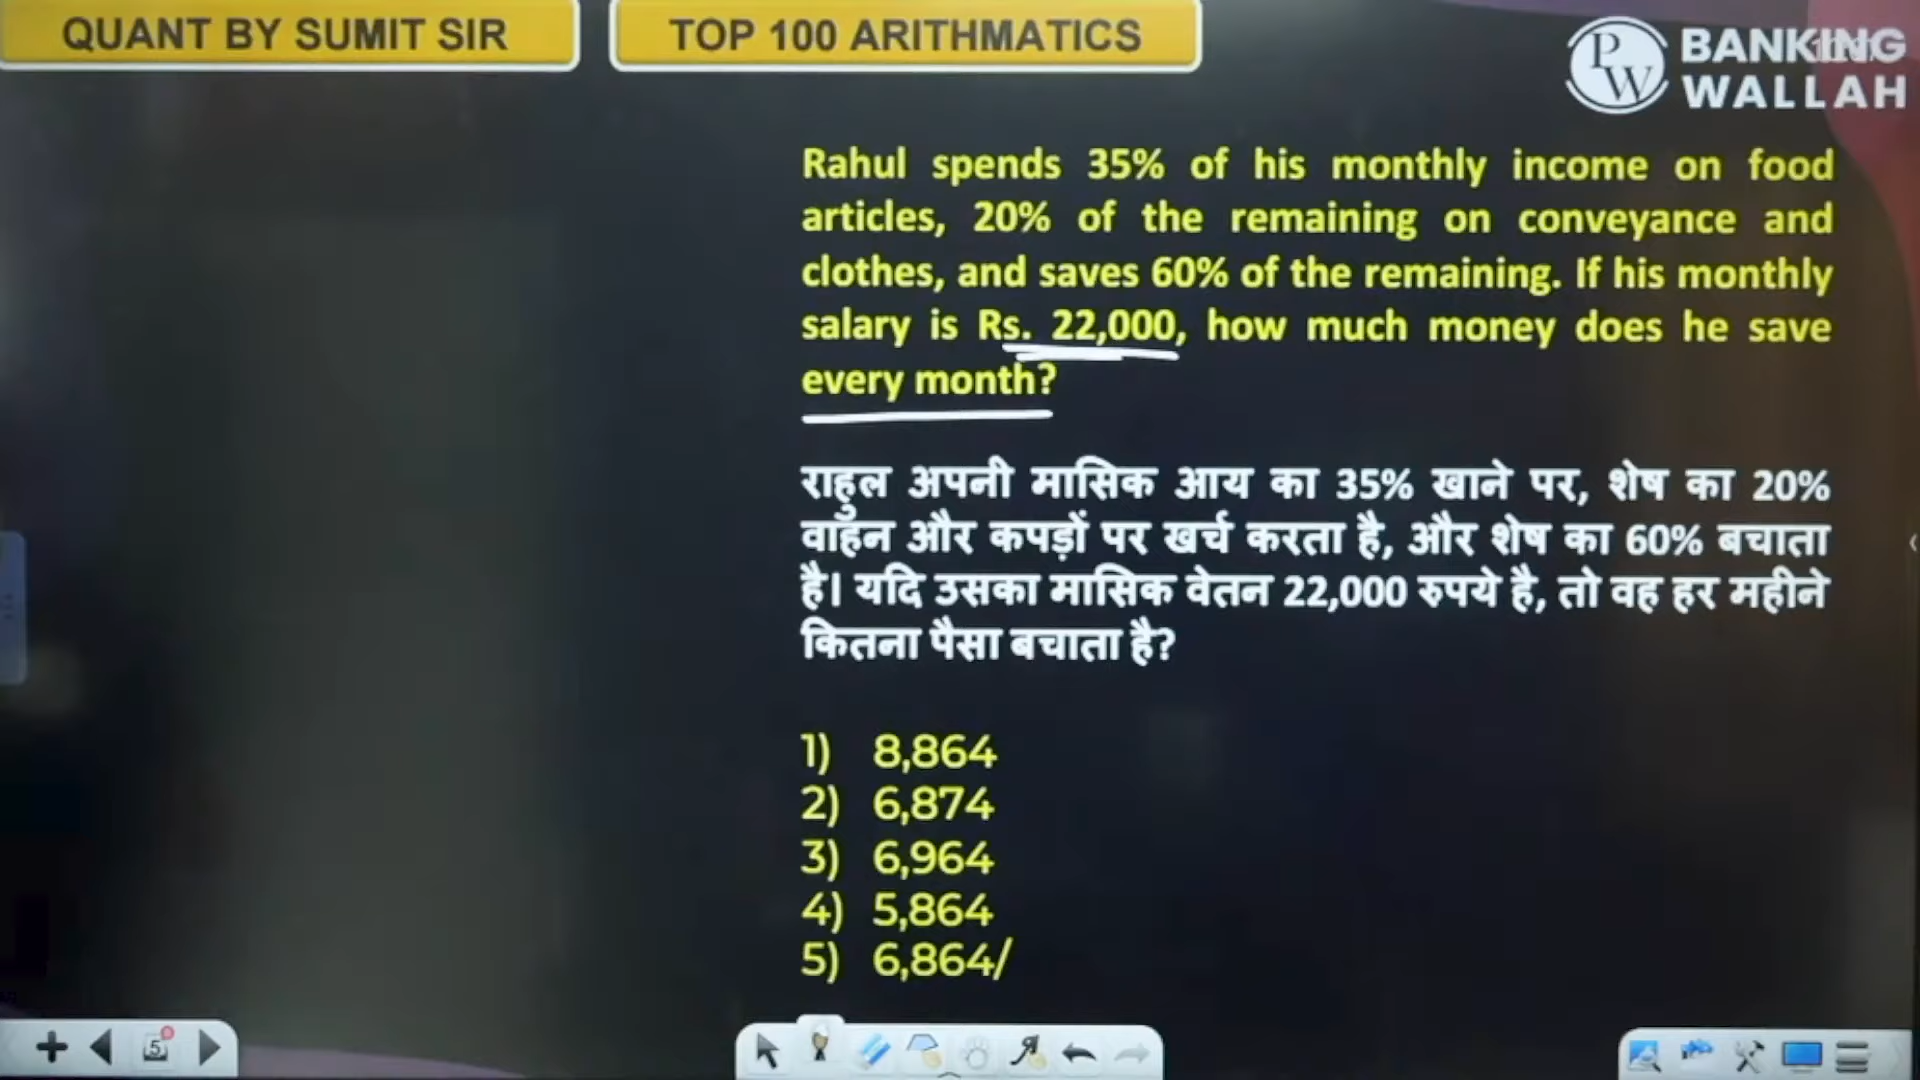 QUANT BY SUMIT SIR
TOP 100 ARITHMATICS
PW
BANKING
WALLAH
Rahul spends 35% of his monthly income on food
articles, 20% of the remaining on conveyance and
clothes, and saves 60% of the remaining. If his monthly
salary is Rs. 22,000, how much money does he save
every month?
राहुल अपनी मासिक आय का 35% खाने पर, शेष का 20%
वाहन और कपड़ों पर खर्च करता है, और शेष का 60% बचाता
है। यदि उसका मासिक वेतन 22,000 रुपये है, तो वह हर महीने
कितना पैसा बचाता है?
1) 8,864
2) 6,874
3) 6,964
4) 5,864
5) 6,864/
5